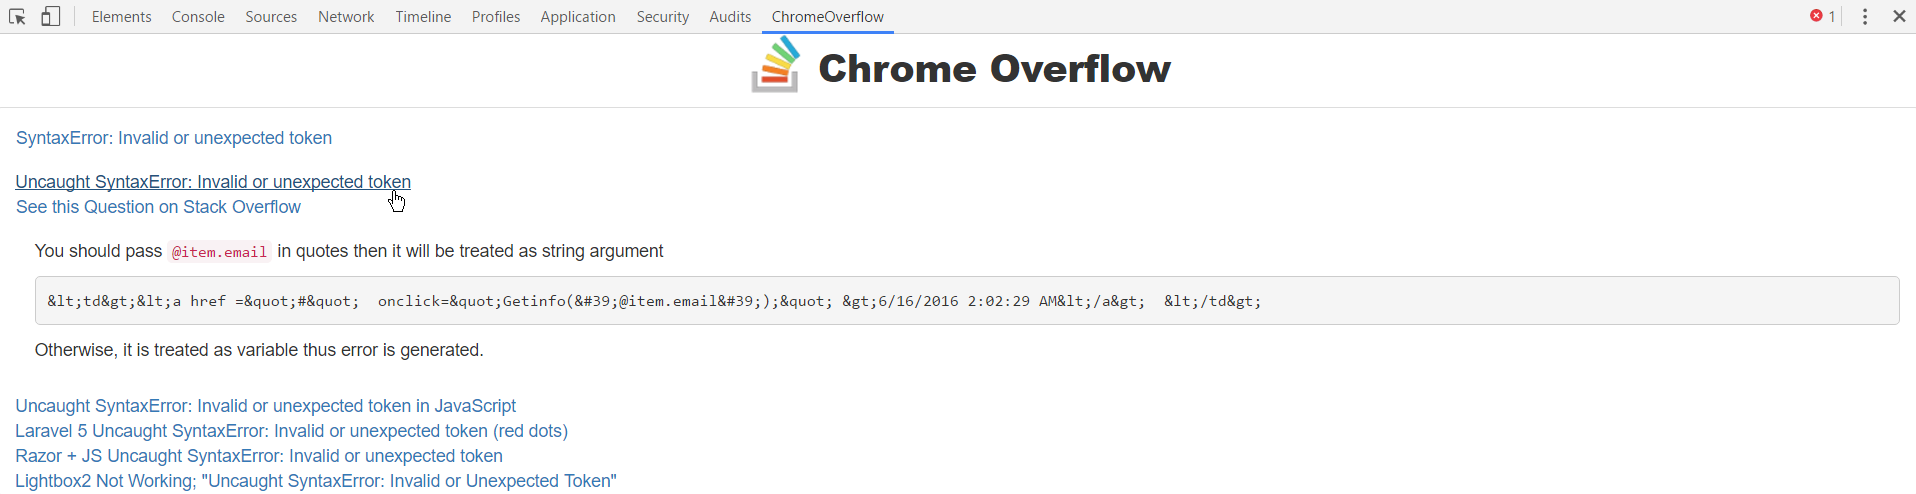 Elements Console Sources Network Timeline Profiles Application Security Audits ChromeOverflow 1
Chrome Overflow
SyntaxError: Invalid or unexpected token
Uncaught SyntaxError: Invalid or unexpected token
See this Question on Stack Overflow
You should pass @item.email in quotes then it will be treated as string argument
&lt;td&gt;&lt;a href =&quot;#&quot;  onclick=&quot;Getinfo(&#39;@item.email&#39;);&quot; &gt;6/16/2016 2:02:29 AM&lt;/a&gt;  &lt;/td&gt;
Otherwise, it is treated as variable thus error is generated.
Uncaught SyntaxError: Invalid or unexpected token in JavaScript
Laravel 5 Uncaught SyntaxError: Invalid or unexpected token (red dots)
Razor + JS Uncaught SyntaxError: Invalid or unexpected token
Lightbox2 Not Working; "Uncaught SyntaxError: Invalid or Unexpected Token"